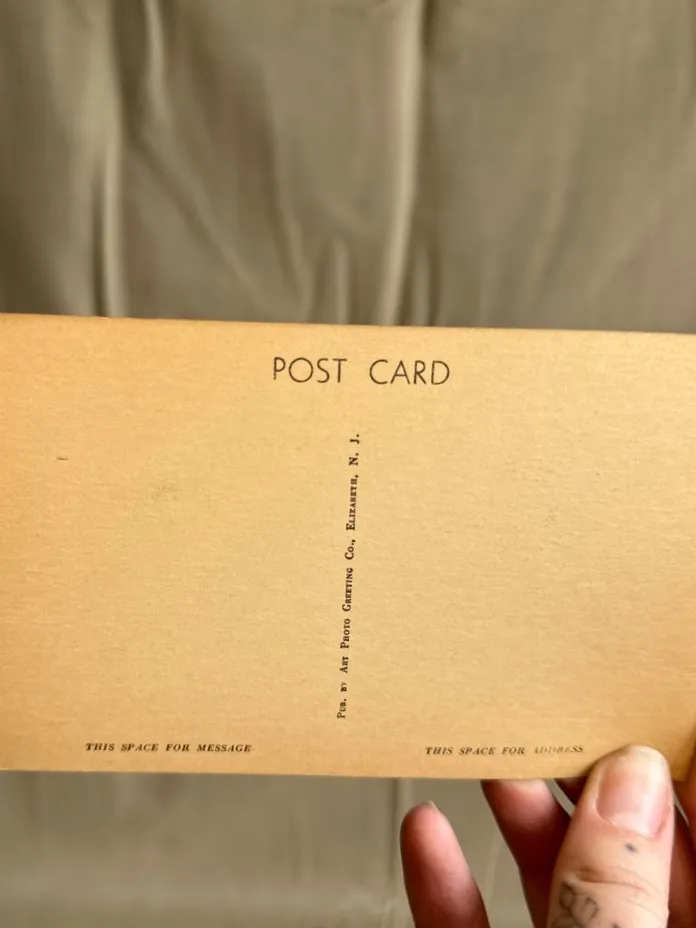 POST CARD
Pub. by Art Photo Greeting Co., Elizabeth, N. J.
THIS SPACE FOR MESSAGE
THIS SPACE FOR ADDRESS